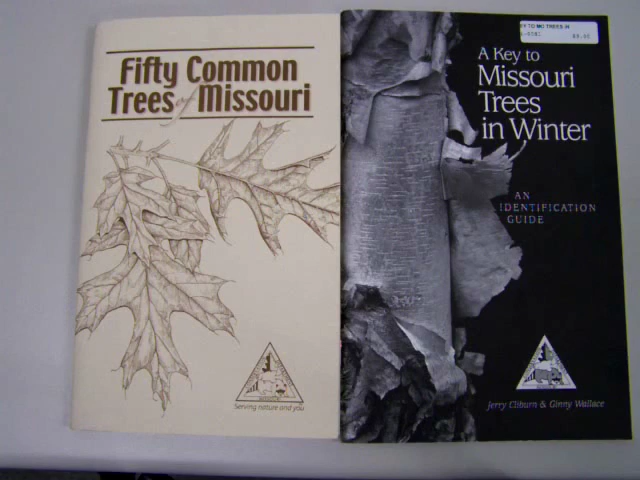 Fifty Common
Trees of Missouri
Serving nature and you
A Key to
Missouri
Trees
in Winter
AN
IDENTIFICATION
GUIDE
Jerry Cliburn & Ginny Wallace